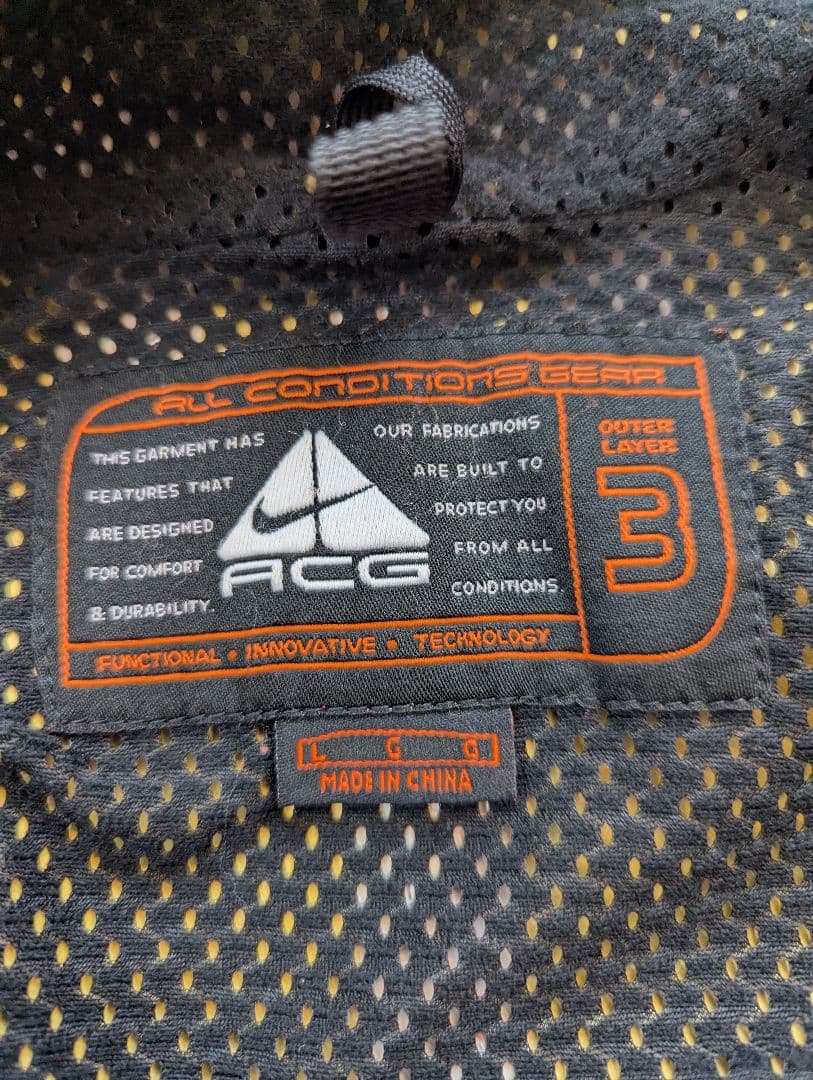 ALL CONDITIONS GEAR
THIS GARMENT HAS
FEATURES THAT
ARE DESIGNED
FOR COMFORT
& DURABILITY.
ACG
OUR FABRICATIONS
ARE BUILT TO
PROTECT YOU
FROM ALL
CONDITIONS.
OUTER
LAYER
3
FUNCTIONAL • INNOVATIVE • TECHNOLOGY
L G G
MADE IN CHINA